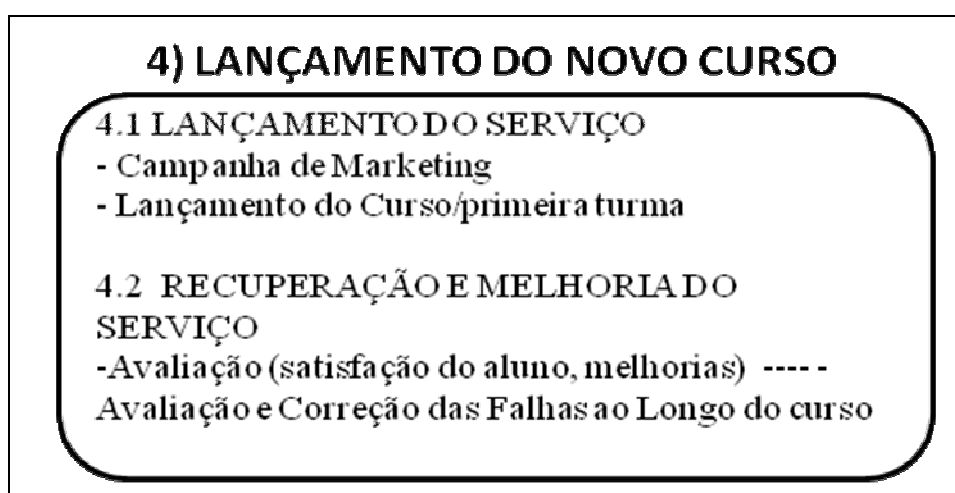 4) LANÇAMENTO DO NOVO CURSO
4.1 LANÇAMENTO DO SERVIÇO
- Campanha de Marketing
- Lançamento do Curso/primeira turma
4.2 RECUPERAÇÃO E MELHORIA DO
SERVIÇO
-Avaliação (satisfação do aluno, melhorias) ---- -
Avaliação e Correção das Falhas ao Longo do curso